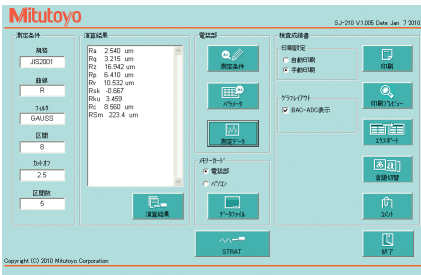 Mitutoyo
SJ-210 V.1.005 Date Jan 7 2010
測定条件
規格
JIS2001
曲線
R
フィルタ
GAUSS
区間
8
カットオフ
2.5
区間数
5
演算結果
Ra 2.540 um
Rq 3.215 um
Rz 16.942 um
Rp 6.410 um
Rv 10.532 um
Rsk -0.667
Rku 3.459
Rc 8.560 um
RSm 223.4 um
演算結果
電装部
測定条件
パラメータ
測定データ
メモリーカード
電装部
パソコン
データファイル
STRAT
検査成績書
印刷設定
自動印刷
手動印刷
グラフレイアウト
BAC-ADC表示
印刷
印刷プレビュー
エクスポート
あ a
言語切替
コメント
終了
Copyright (C) 2010 Mitutoyo Corporation